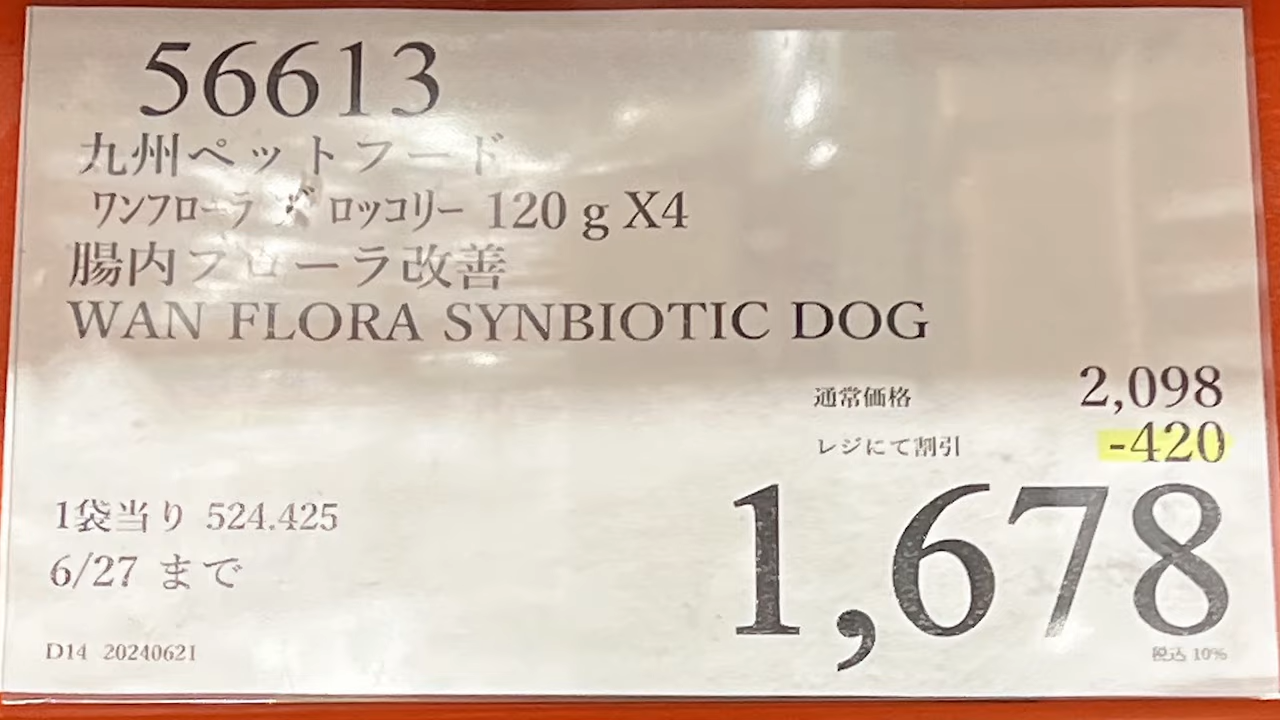 56613
九州ペットフード
ワンフローラ ズ ロッコリー 120 g X4
腸内フローラ改善
WAN FLORA SYNBIOTIC DOG
通常価格 2,098
レジにて割引 -420
1,678
1袋当り 524.425
6/27 まで
D14 20240621
税込 10%